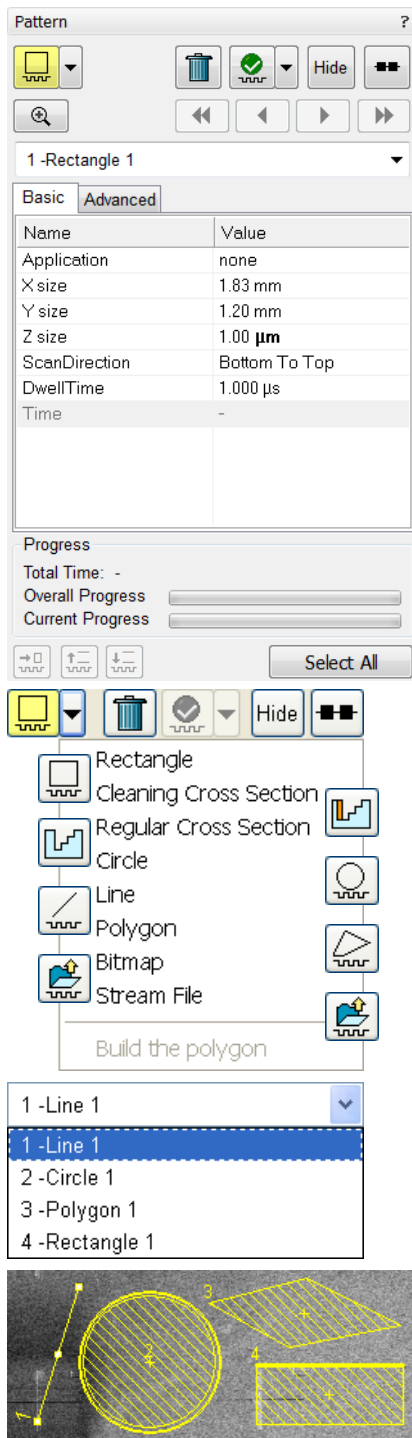 Pattern ?
Hide
1 -Rectangle 1
Basic Advanced
Name Value
Application none
X size 1.83 mm
Y size 1.20 mm
Z size 1.00 µm
ScanDirection Bottom To Top
DwellTime 1.000 µs
Time -
Progress
Total Time: -
Overall Progress
Current Progress
Select All
Hide
Rectangle
Cleaning Cross Section
Regular Cross Section
Circle
Line
Polygon
Bitmap
Stream File
Build the polygon
1 -Line 1
1 -Line 1
2 -Circle 1
3 -Polygon 1
4 -Rectangle 1
3
2
4
1